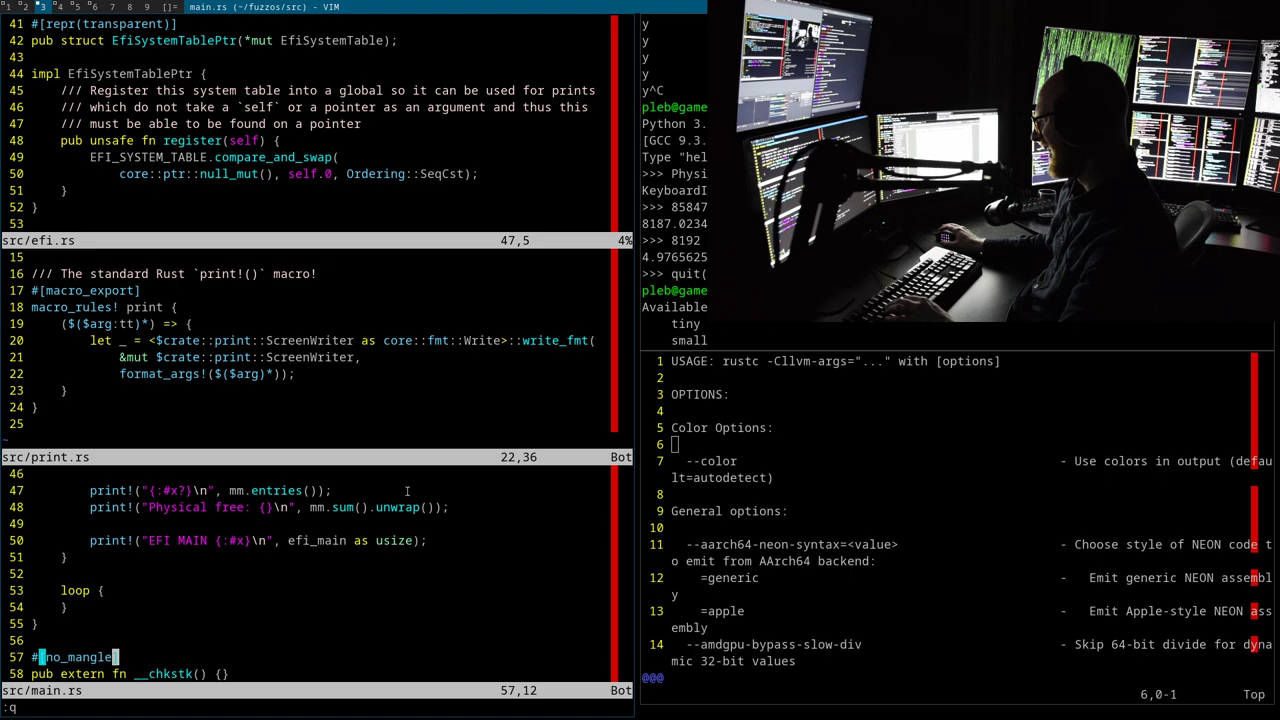 1 2 3 4 5 6 7 8 9 []= main.rs (~/fuzzos/src) - VIM
41 #[repr(transparent)]
42 pub struct EfiSystemTablePtr(*mut EfiSystemTable);
43
44 impl EfiSystemTablePtr {
45     /// Register this system table into a global so it can be used for prints
46     /// which do not take a `self` or a pointer as an argument and thus this
47     /// must be able to be found on a pointer
48     pub unsafe fn register(self) {
49         EFI_SYSTEM_TABLE.compare_and_swap(
50             core::ptr::null_mut(), self.0, Ordering::SeqCst);
51     }
52 }
53
src/efi.rs 47,5 4%
15
16 /// The standard Rust `print!()` macro!
17 #[macro_export]
18 macro_rules! print {
19     ($($arg:tt)*) => {
20         let _ = <$crate::print::ScreenWriter as core::fmt::Write>::write_fmt(
21             &mut $crate::print::ScreenWriter,
22             format_args!($($arg)*));
23     }
24 }
25
~
src/print.rs 22,36 Bot
46
47         print!("{:#x?}\n", mm.entries());
48         print!("Physical free: {}\n", mm.sum().unwrap());
49
50         print!("EFI MAIN {:#x}\n", efi_main as usize);
51     }
52
53     loop {
54     }
55 }
56
57 #[no_mangle]
58 pub extern fn __chkstk() {}
src/main.rs 57,12 Bot
:q
y
y
y
y
y^C
pleb@game
Python 3.
[GCC 9.3.
Type "hel
>>> Physi
KeyboardI
>>> 85847
8187.0234
>>> 8192
4.9765625
>>> quit(
pleb@game
Available
    tiny
    small
1 USAGE: rustc -Cllvm-args="..." with [options]
2
3 OPTIONS:
4
5 Color Options:
6
7   --color - Use colors in output (defau
lt=autodetect)
8
9 General options:
10
11   --aarch64-neon-syntax=<value> - Choose style of NEON code t
o emit from AArch64 backend:
12     =generic - Emit generic NEON assembl
y
13     =apple - Emit Apple-style NEON ass
embly
14   --amdgpu-bypass-slow-div - Skip 64-bit divide for dyna
mic 32-bit values
@@@
6,0-1 Top